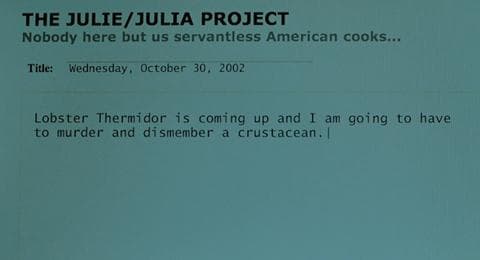 THE JULIE/JULIA PROJECT
Nobody here but us servantless American cooks...
Title: Wednesday, October 30, 2002
Lobster Thermidor is coming up and I am going to have
to murder and dismember a crustacean.